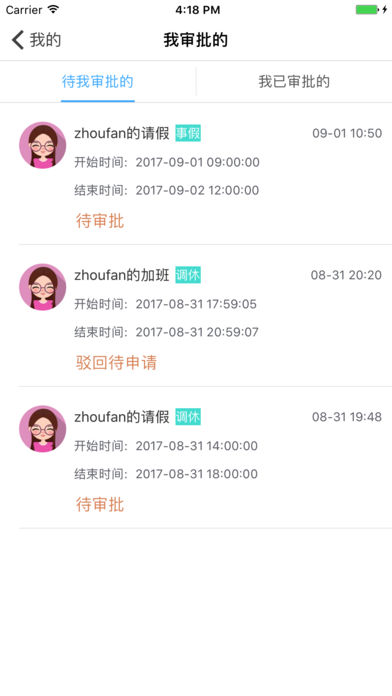 Carrier 4:18 PM
我的 我审批的
待我审批的 我已审批的
zhoufan的请假 事假 09-01 10:50
开始时间：2017-09-01 09:00:00
结束时间：2017-09-02 12:00:00
待审批
zhoufan的加班 调休 08-31 20:20
开始时间：2017-08-31 17:59:05
结束时间：2017-08-31 20:59:07
驳回待申请
zhoufan的请假 调休 08-31 19:48
开始时间：2017-08-31 14:00:00
结束时间：2017-08-31 18:00:00
待审批